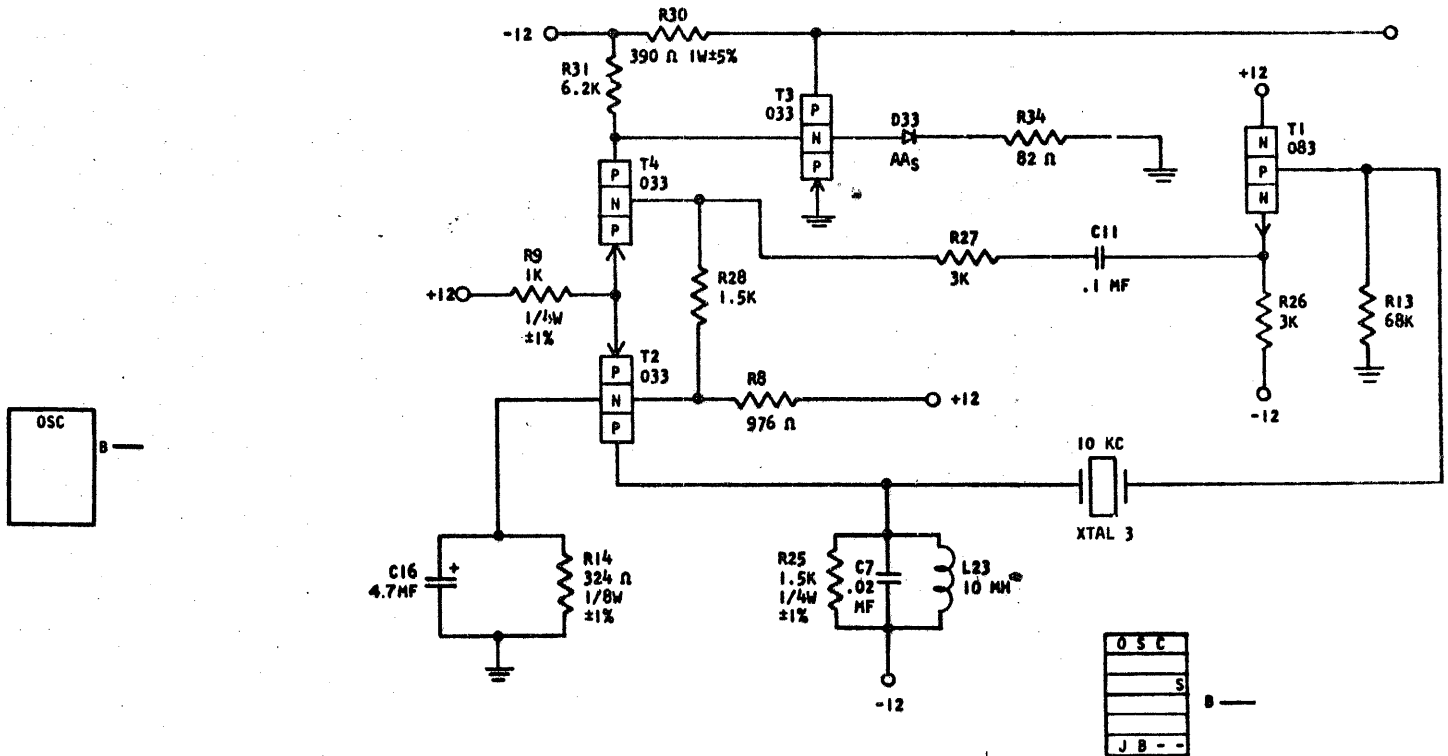 R30
-12
390 Ω 1W±5%
R31
6.2K
T3
033
P
N
P
D33
AAS
R34
82 Ω
+12
N
P
N
T1
083
P
N
P
T4
033
R9
1K
+12
1/4W
±1%
R28
1.5K
R27
3K
C11
.1 MF
R26
3K
-12
R13
68K
P
N
P
T2
033
R8
976 Ω
+12
OSC
B
10 KC
XTAL 3
C16
4.7MF
+
R14
324 Ω
1/8W
±1%
R25
1.5K
1/4W
±1%
C7
.02
MF
L23
10 MH
-12
O S C
S
B
J B - -